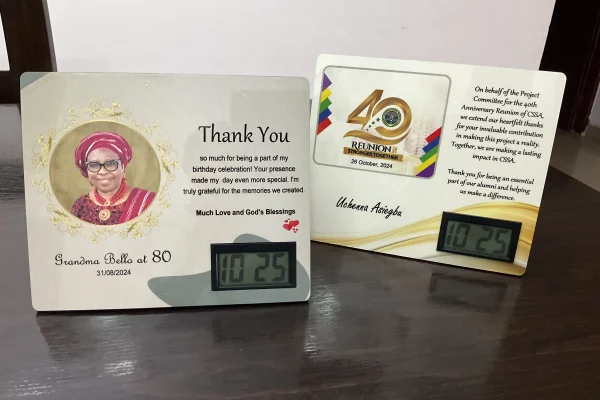 Thank You
so much for being a part of my
birthday celebration! Your presence
made my day even more special. I'm
truly grateful for the memories we created.
Much Love and God's Blessings
Grandma Bello at 80
31/08/2024
10 25
40
REUNION
STRONGER TOGETHER
26 October, 2024
On behalf of the Project
Committee for the 40th
Anniversary Reunion of CSSA,
we extend our heartfelt thanks
for your invaluable contribution
in making this project a reality.
Together, we are making a lasting
impact in CSSA.
Thank you for being an essential
part of our alumni and helping
us make a difference.
Uchenna Asiegbu
10 25